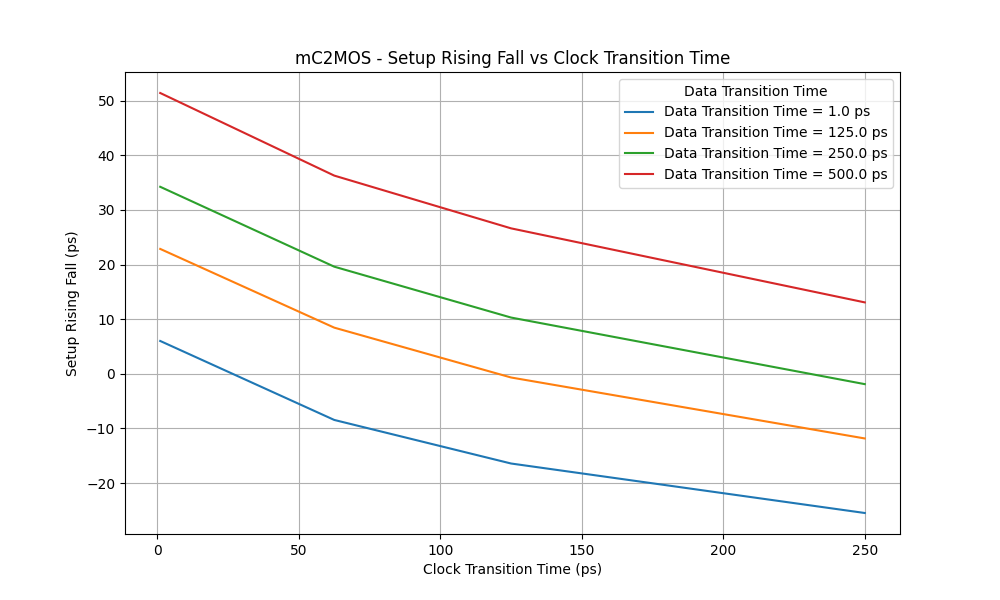 mC2MOS - Setup Rising Fall vs Clock Transition Time
Data Transition Time
Data Transition Time = 1.0 ps
Data Transition Time = 125.0 ps
Data Transition Time = 250.0 ps
Data Transition Time = 500.0 ps
Setup Rising Fall (ps)
50
40
30
20
10
0
−10
−20
0 50 100 150 200 250
Clock Transition Time (ps)